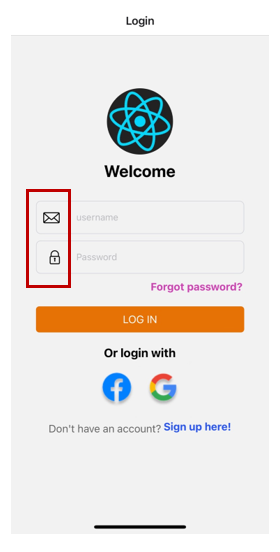 Login
Welcome
username
Password
Forgot password?
LOG IN
Or login with
Don't have an account? Sign up here!